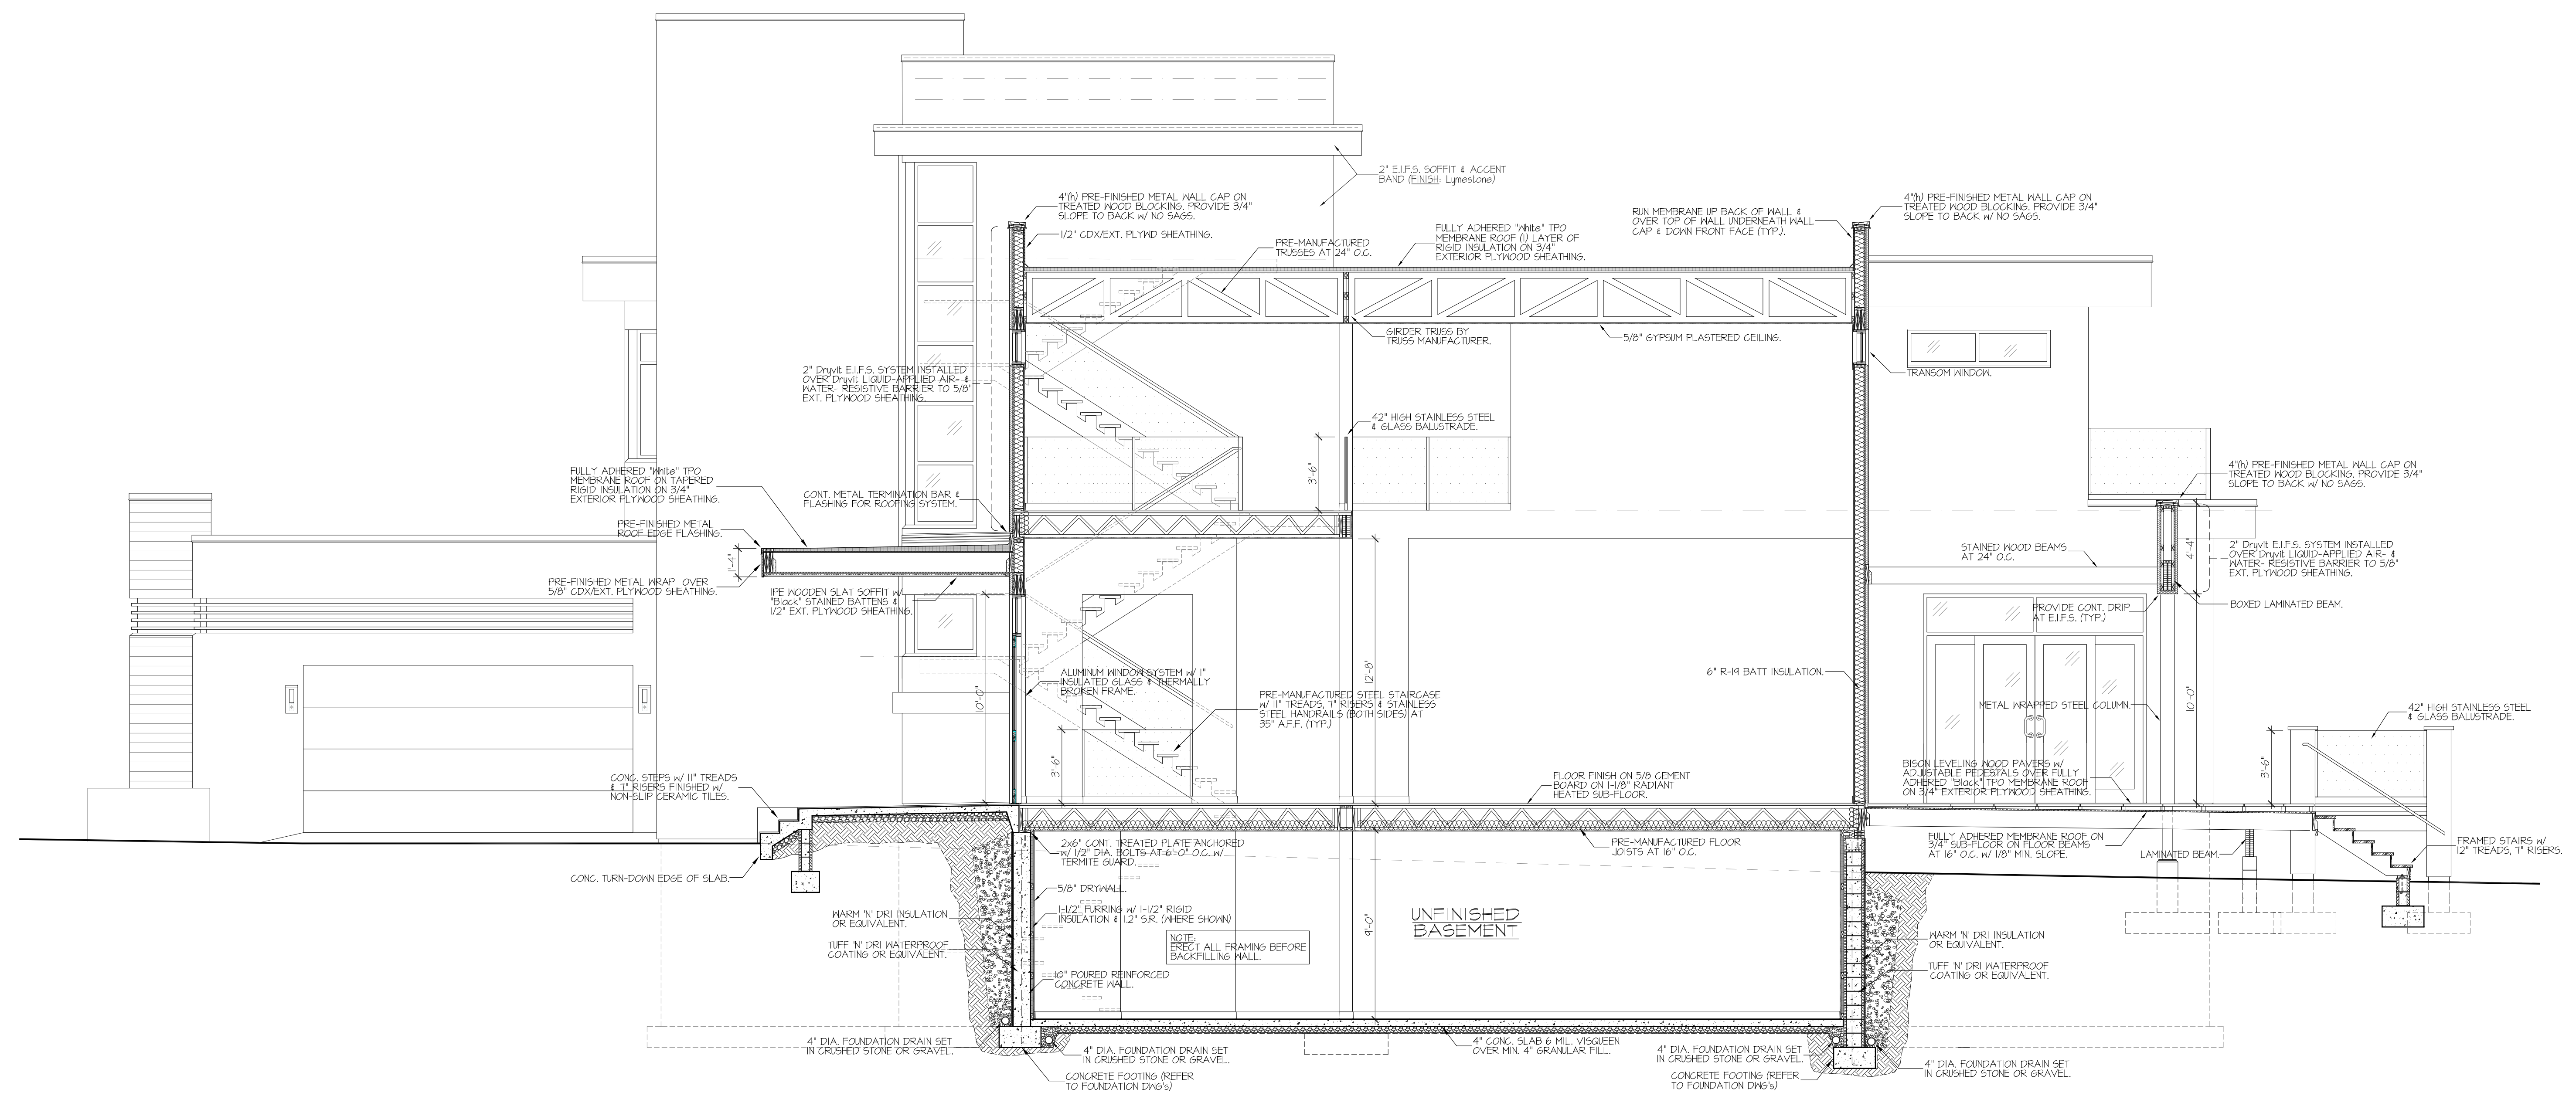 2" E.I.F.S. SOFFIT & ACCENT
BAND (FINISH: Lymestone)
4"(h) PRE-FINISHED METAL WALL CAP ON
TREATED WOOD BLOCKING. PROVIDE 3/4"
SLOPE TO BACK w/ NO SAGS.
1/2" CDX/EXT. PLYWD SHEATHING.
PRE-MANUFACTURED
TRUSSES AT 24" O.C.
FULLY ADHERED "White" TPO
MEMBRANE ROOF (1) LAYER OF
RIGID INSULATION ON 3/4"
EXTERIOR PLYWOOD SHEATHING.
RUN MEMBRANE UP BACK OF WALL &
OVER TOP OF WALL UNDERNEATH WALL
CAP & DOWN FRONT FACE (TYP.).
4"(h) PRE-FINISHED METAL WALL CAP ON
TREATED WOOD BLOCKING. PROVIDE 3/4"
SLOPE TO BACK w/ NO SAGS.
GIRDER TRUSS BY
TRUSS MANUFACTURER.
5/8" GYPSUM PLASTERED CEILING.
TRANSOM WINDOW.
2" Dryvit E.I.F.S. SYSTEM INSTALLED
OVER Dryvit LIQUID-APPLIED AIR- &
WATER- RESISTIVE BARRIER TO 5/8"
EXT. PLYWOOD SHEATHING.
42" HIGH STAINLESS STEEL
& GLASS BALUSTRADE.
3'-6"
FULLY ADHERED "White" TPO
MEMBRANE ROOF ON TAPERED
RIGID INSULATION ON 3/4"
EXTERIOR PLYWOOD SHEATHING.
CONT. METAL TERMINATION BAR &
FLASHING FOR ROOFING SYSTEM.
PRE-FINISHED METAL
ROOF EDGE FLASHING.
1'-4"
PRE-FINISHED METAL WRAP OVER
5/8" CDX/EXT. PLYWOOD SHEATHING.
IPE WOODEN SLAT SOFFIT w/
"Black" STAINED BATTENS &
1/2" EXT. PLYWOOD SHEATHING.
4"(h) PRE-FINISHED METAL WALL CAP ON
TREATED WOOD BLOCKING. PROVIDE 3/4"
SLOPE TO BACK w/ NO SAGS.
STAINED WOOD BEAMS
AT 24" O.C.
4'-4"
2" Dryvit E.I.F.S. SYSTEM INSTALLED
OVER Dryvit LIQUID-APPLIED AIR- &
WATER- RESISTIVE BARRIER TO 5/8"
EXT. PLYWOOD SHEATHING.
PROVIDE CONT. DRIP
AT E.I.F.S. (TYP.)
BOXED LAMINATED BEAM.
10'-0"
ALUMINUM WINDOW SYSTEM w/ 1"
INSULATED GLASS & THERMALLY
BROKEN FRAME.
12'-8"
6" R-19 BATT INSULATION.
PRE-MANUFACTURED STEEL STAIRCASE
w/ 11" TREADS, 7" RISERS & STAINLESS
STEEL HANDRAILS (BOTH SIDES) AT
35" A.F.F. (TYP.)
3'-6"
METAL WRAPPED STEEL COLUMN.
10'-0"
42" HIGH STAINLESS STEEL
& GLASS BALUSTRADE.
3'-6"
CONC. STEPS w/ 11" TREADS
& 7" RISERS FINISHED w/
NON-SLIP CERAMIC TILES.
FLOOR FINISH ON 5/8 CEMENT
BOARD ON 1-1/8" RADIANT
HEATED SUB-FLOOR.
BISON LEVELING WOOD PAVERS w/
ADJUSTABLE PEDESTALS OVER FULLY
ADHERED "Black" TPO MEMBRANE ROOF
ON 3/4" EXTERIOR PLYWOOD SHEATHING.
CONC. TURN-DOWN EDGE OF SLAB.
2x6" CONT. TREATED PLATE ANCHORED
w/ 1/2" DIA. BOLTS AT 6'-0" O.C. w/
TERMITE GUARD.
PRE-MANUFACTURED FLOOR
JOISTS AT 16" O.C.
FULLY ADHERED MEMBRANE ROOF ON
3/4" SUB-FLOOR ON FLOOR BEAMS
AT 16" O.C. w/ 1/8" MIN. SLOPE.
LAMINATED BEAM.
FRAMED STAIRS w/
12" TREADS, 7" RISERS.
5/8" DRYWALL.
1-1/2" FURRING w/ 1-1/2" RIGID
INSULATION & 1.2" S.R. (WHERE SHOWN)
WARM 'N' DRI INSULATION
OR EQUIVALENT.
TUFF 'N' DRI WATERPROOF
COATING OR EQUIVALENT.
NOTE:
ERECT ALL FRAMING BEFORE
BACKFILLING WALL.
9'-0"
UNFINISHED
BASEMENT
10" POURED REINFORCED
CONCRETE WALL.
WARM 'N' DRI INSULATION
OR EQUIVALENT.
TUFF 'N' DRI WATERPROOF
COATING OR EQUIVALENT.
4" DIA. FOUNDATION DRAIN SET
IN CRUSHED STONE OR GRAVEL.
4" DIA. FOUNDATION DRAIN SET
IN CRUSHED STONE OR GRAVEL.
4" CONC. SLAB 6 MIL. VISQUEEN
OVER MIN. 4" GRANULAR FILL.
4" DIA. FOUNDATION DRAIN SET
IN CRUSHED STONE OR GRAVEL.
4" DIA. FOUNDATION DRAIN SET
IN CRUSHED STONE OR GRAVEL.
CONCRETE FOOTING (REFER
TO FOUNDATION DWG's)
CONCRETE FOOTING (REFER
TO FOUNDATION DWG's)